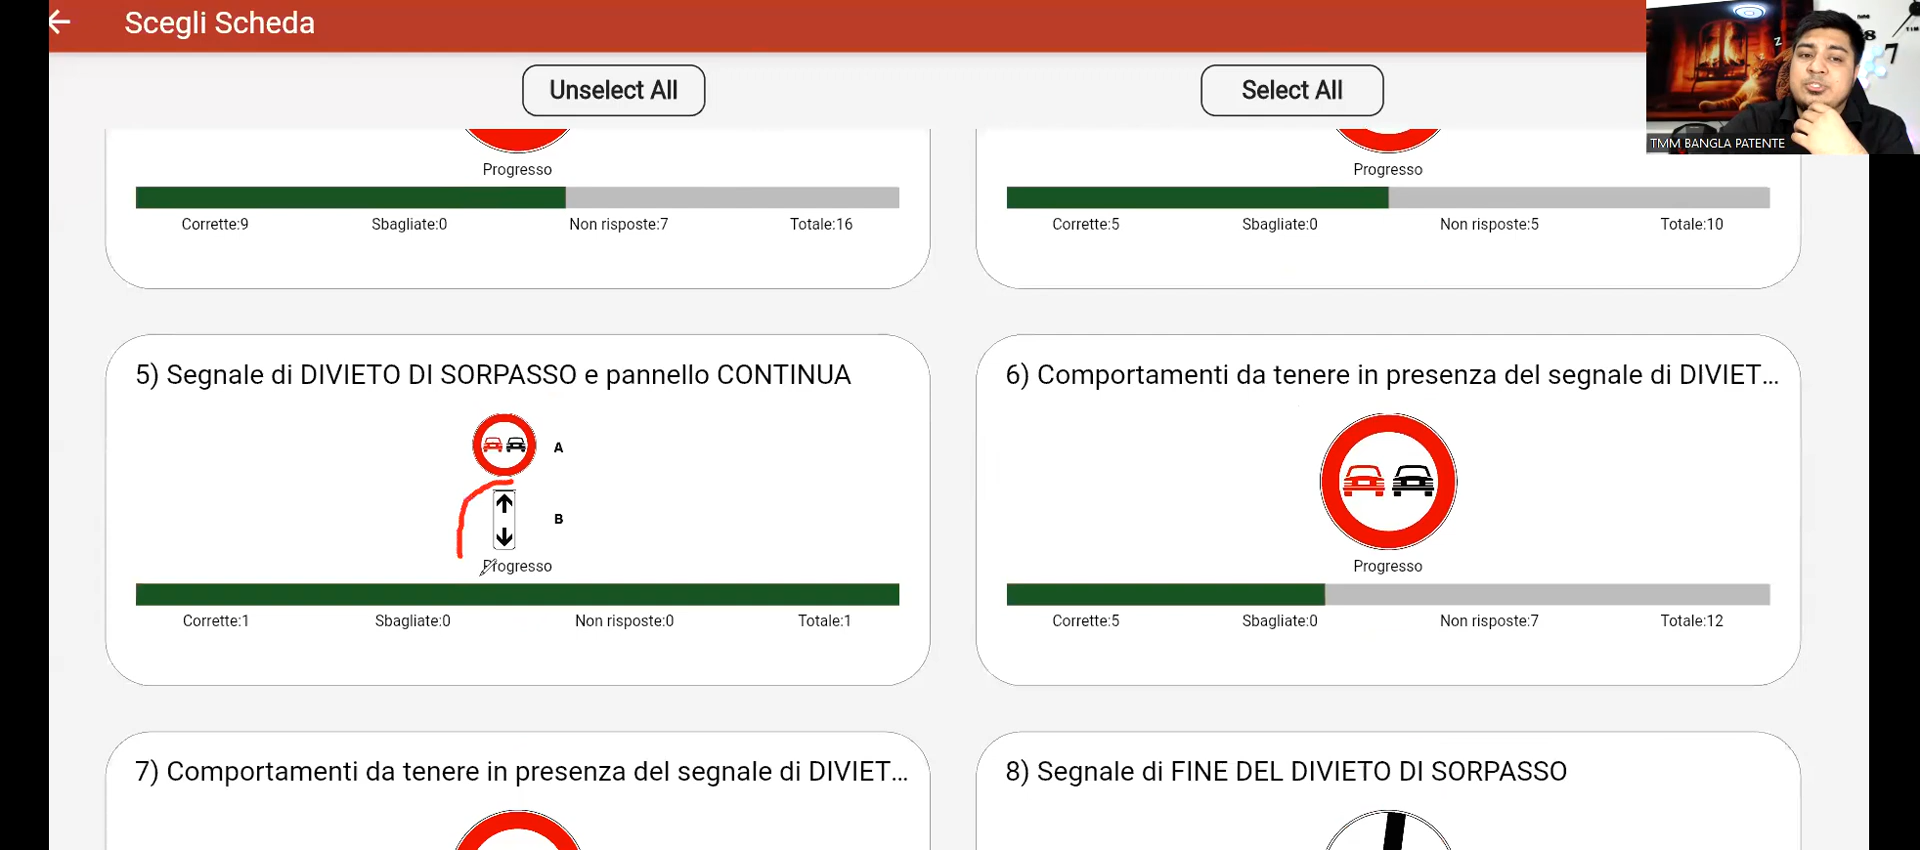 Scegli Scheda
Unselect All
Select All
TMM BANGLA PATENTE
Progresso
Corrette:9
Sbagliate:0
Non risposte:7
Totale:16
Progresso
Corrette:5
Sbagliate:0
Non risposte:5
Totale:10
5) Segnale di DIVIETO DI SORPASSO e pannello CONTINUA
A
B
Progresso
Corrette:1
Sbagliate:0
Non risposte:0
Totale:1
6) Comportamenti da tenere in presenza del segnale di DIVIET...
Progresso
Corrette:5
Sbagliate:0
Non risposte:7
Totale:12
7) Comportamenti da tenere in presenza del segnale di DIVIET...
8) Segnale di FINE DEL DIVIETO DI SORPASSO